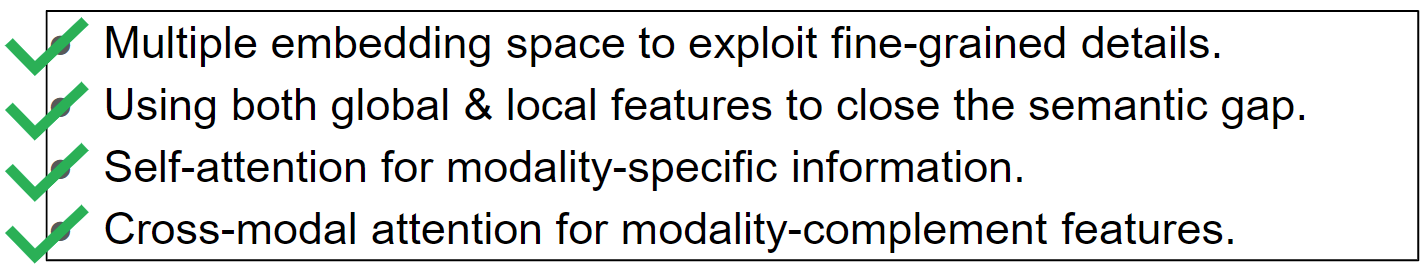 Multiple embedding space to exploit fine-grained details.
Using both global & local features to close the semantic gap.
Self-attention for modality-specific information.
Cross-modal attention for modality-complement features.